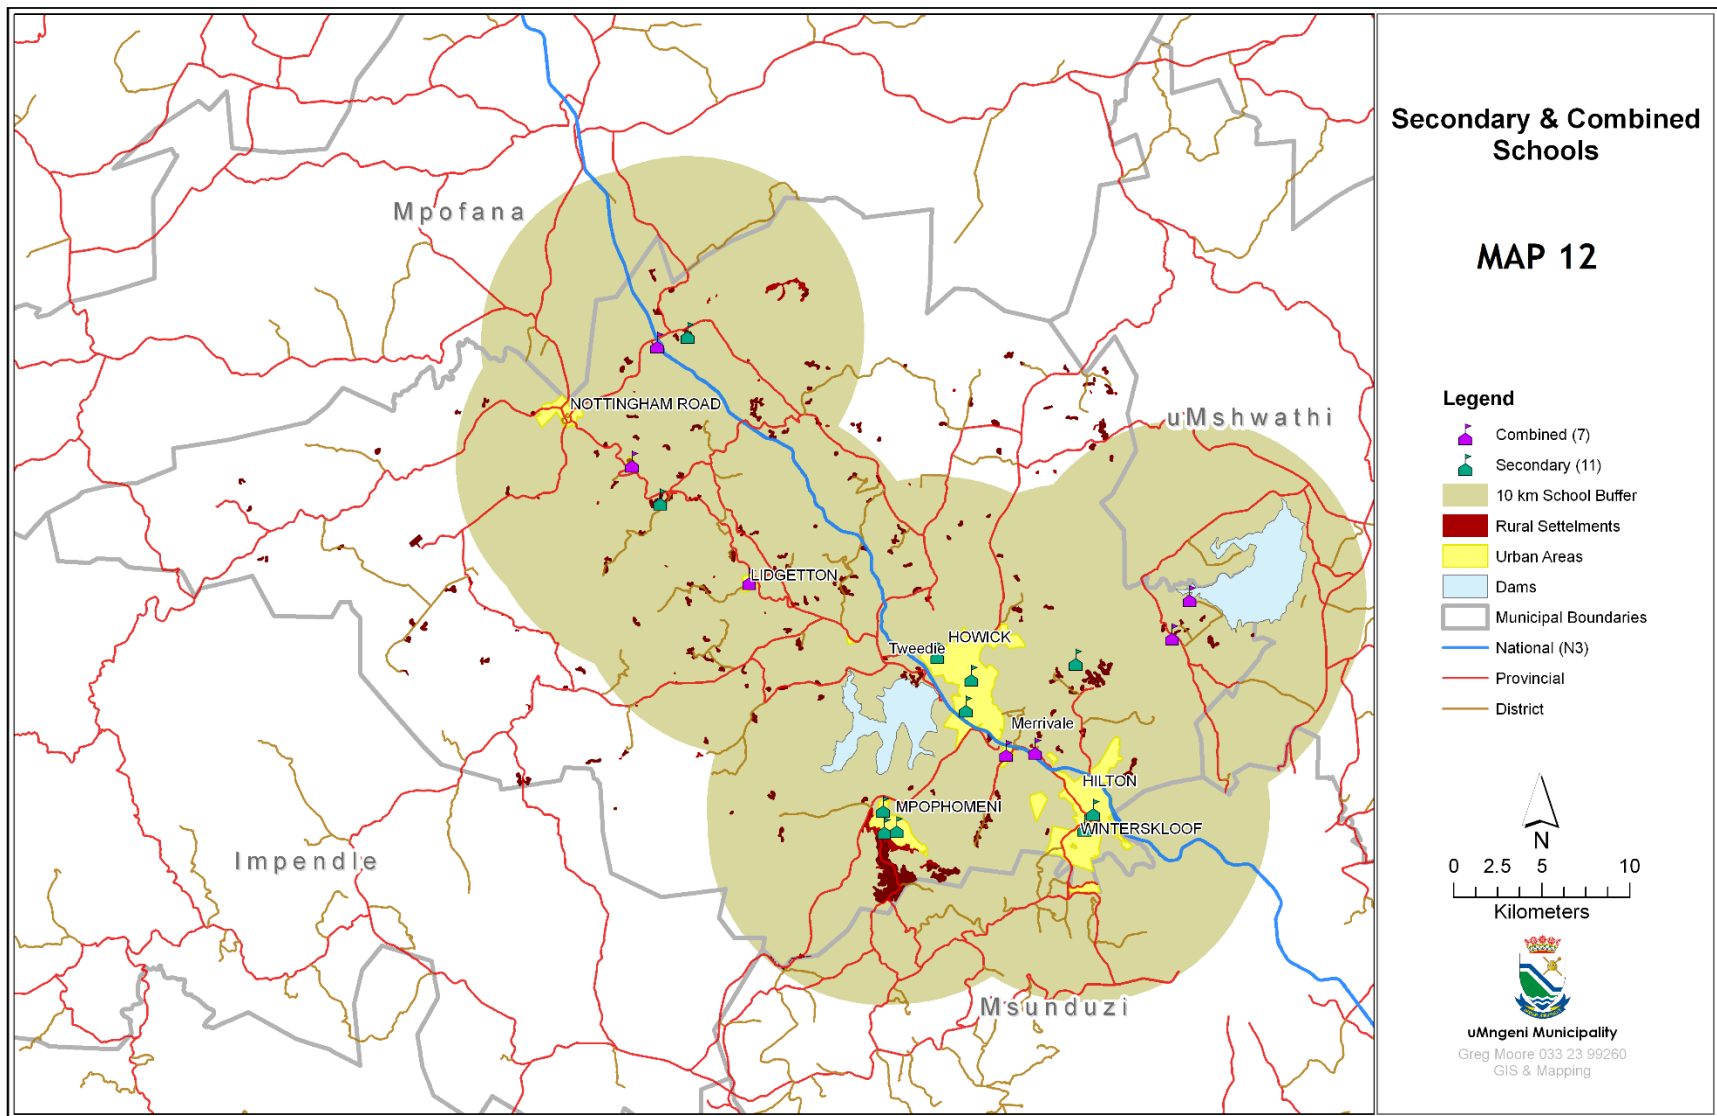 Secondary & Combined
Schools
MAP 12
Mpofana
uMshwathi
NOTTINGHAM ROAD
LIDGETTON
HOWICK
Tweedie
Merrivale
HILTON
MPOPHOMENI
WINTERSKLOOF
Impendle
Msunduzi
Legend
Combined (7)
Secondary (11)
10 km School Buffer
Rural Settelments
Urban Areas
Dams
Municipal Boundaries
National (N3)
Provincial
District
N
0 2.5 5 10
Kilometers
uMngeni Municipality
Greg Moore 033 23 99260
GIS & Mapping